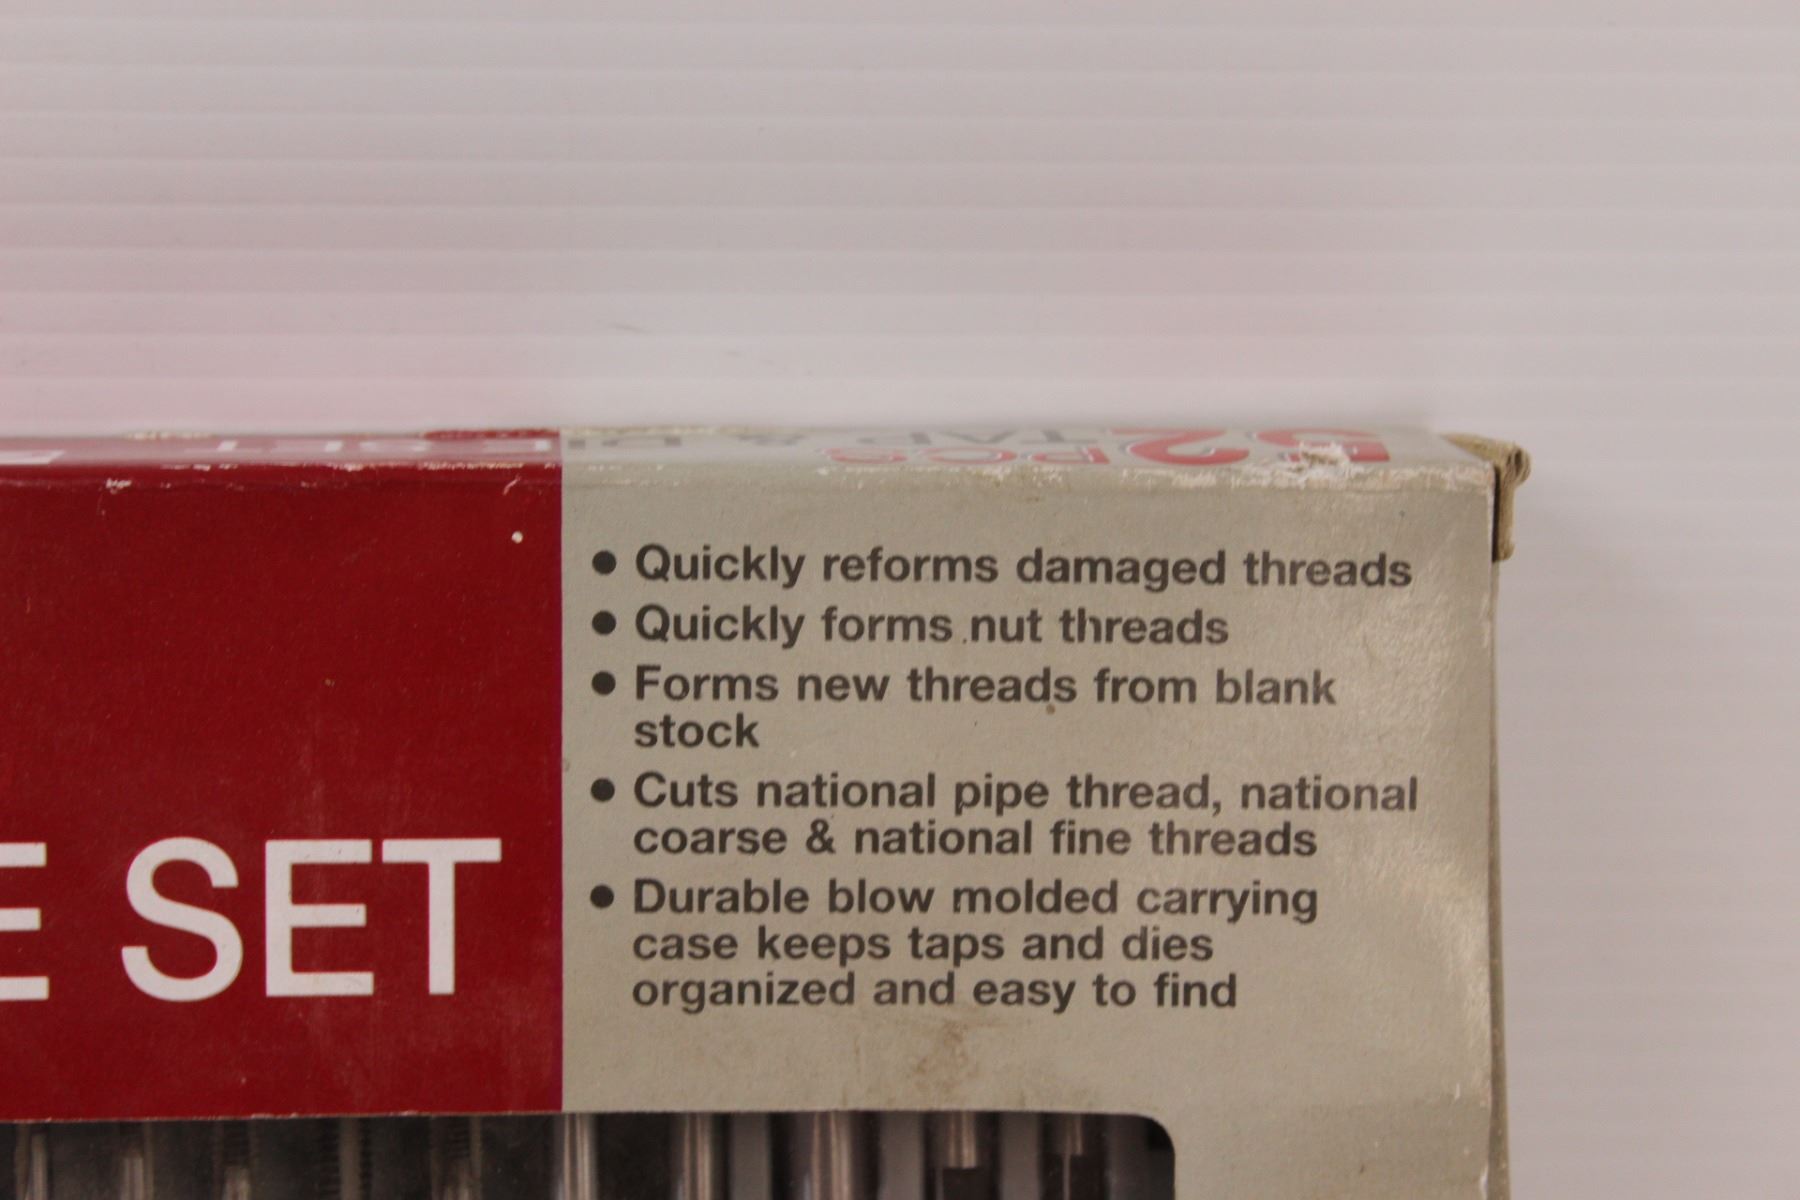 52 PCS TAP &
SET
• Quickly reforms damaged threads
• Quickly forms nut threads
• Forms new threads from blank
stock
• Cuts national pipe thread, national
coarse & national fine threads
• Durable blow molded carrying
case keeps taps and dies
organized and easy to find
E SET